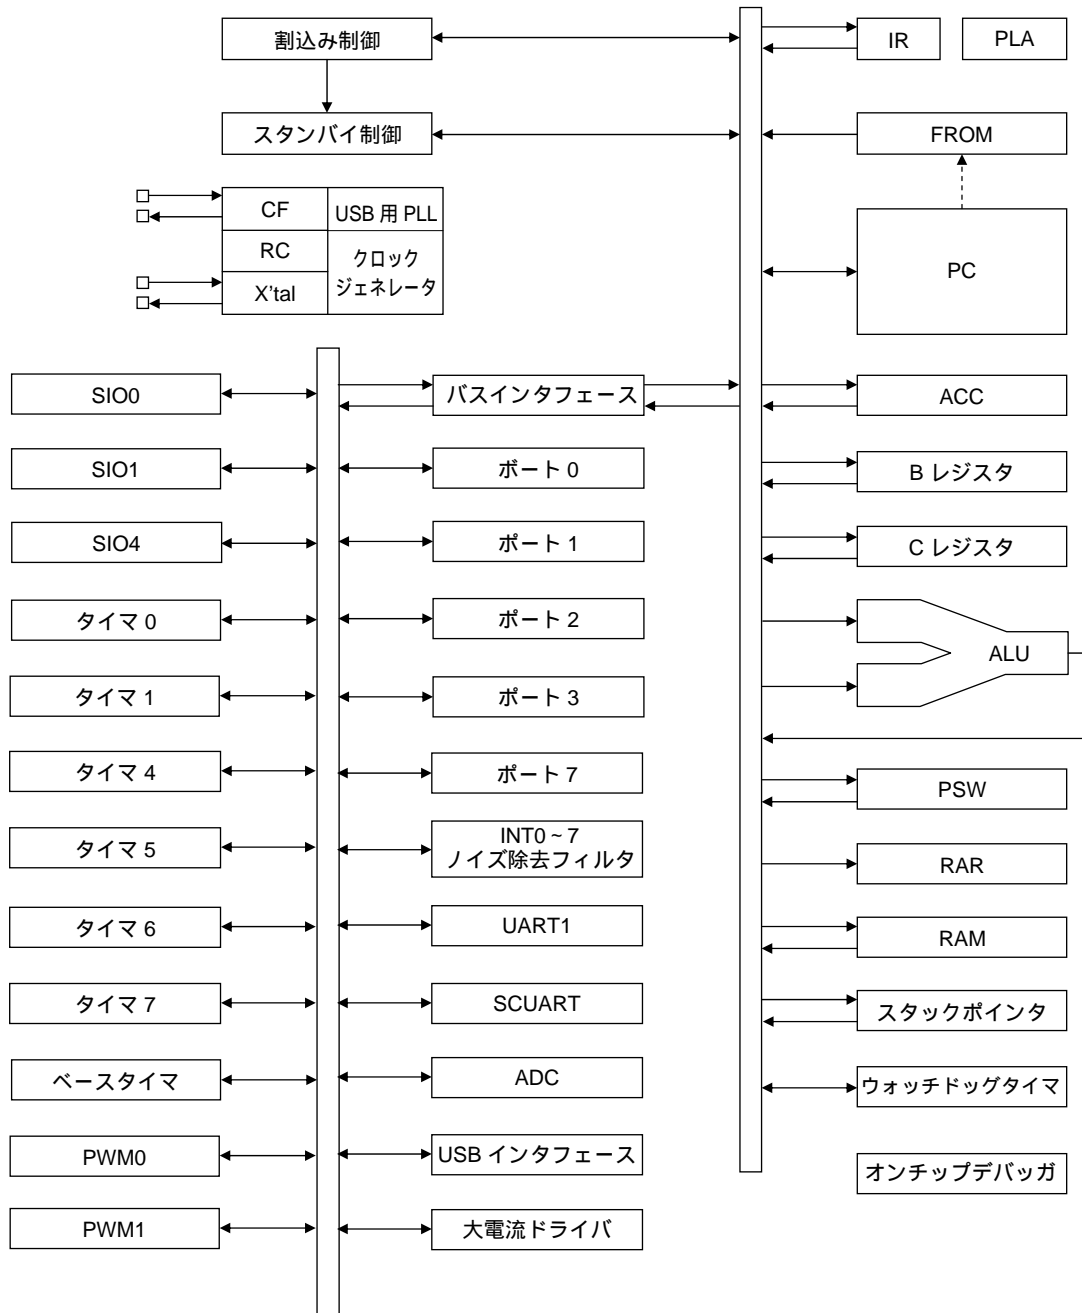 割込み制御
IR
PLA
スタンバイ制御
FROM
CF
USB 用 PLL
RC
クロック
ジェネレータ
X'tal
PC
SIO0
バスインタフェース
ACC
SIO1
ポート 0
B レジスタ
SIO4
ポート 1
C レジスタ
タイマ 0
ポート 2
ALU
タイマ 1
ポート 3
タイマ 4
ポート 7
PSW
タイマ 5
INT0 ~ 7
ノイズ除去フィルタ
RAR
タイマ 6
UART1
RAM
タイマ 7
SCUART
スタックポインタ
ベースタイマ
ADC
ウォッチドッグタイマ
PWM0
USB インタフェース
オンチップデバッガ
PWM1
大電流ドライバ